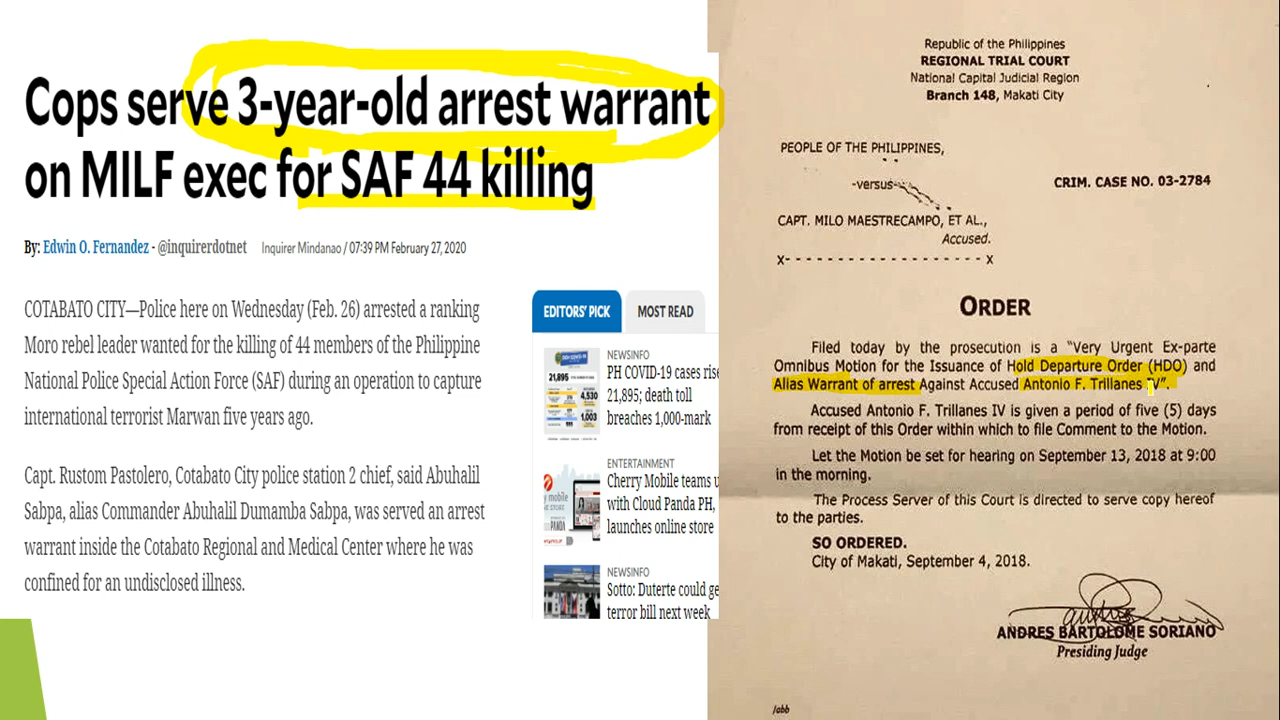 Cops serve 3-year-old arrest warrant
on MILF exec for SAF 44 killing
By: Edwin O. Fernandez - @inquirerdotnet
Inquirer Mindanao / 07:39 PM February 27, 2020
COTABATO CITY—Police here on Wednesday (Feb. 26) arrested a ranking
Moro rebel leader wanted for the killing of 44 members of the Philippine
National Police Special Action Force (SAF) during an operation to capture
international terrorist Marwan five years ago.
Capt. Rustom Pastolero, Cotabato City police station 2 chief, said Abuhalil
Sabpa, alias Commander Abuhalil Dumamba Sabpa, was served an arrest
warrant inside the Cotabato Regional and Medical Center where he was
confined for an undisclosed illness.
EDITORS' PICK
MOST READ
NEWSINFO
PH COVID-19 cases rise
21,895; death toll
breaches 1,000-mark
21,895
4,530
1,003
ENTERTAINMENT
Cherry Mobile teams u
with Cloud Panda PH,
launches online store
NEWSINFO
Sotto: Duterte could ge
terror bill next week
Republic of the Philippines
REGIONAL TRIAL COURT
National Capital Judicial Region
Branch 148, Makati City
PEOPLE OF THE PHILIPPINES,
-versus-
CRIM. CASE NO. 03-2784
CAPT. MILO MAESTRECAMPO, ET AL.,
Accused.
x- - - - - - - - - - - - - - - - - - - x
ORDER
Filed today by the prosecution is a "Very Urgent Ex-parte
Omnibus Motion for the Issuance of Hold Departure Order (HDO) and
Alias Warrant of arrest Against Accused Antonio F. Trillanes IV".
Accused Antonio F. Trillanes IV is given a period of five (5) days
from receipt of this Order within which to file Comment to the Motion.
Let the Motion be set for hearing on September 13, 2018 at 9:00
in the morning.
The Process Server of this Court is directed to serve copy hereof
to the parties.
SO ORDERED.
City of Makati, September 4, 2018.
ANDRES BARTOLOME SORIANO
Presiding Judge
/abb